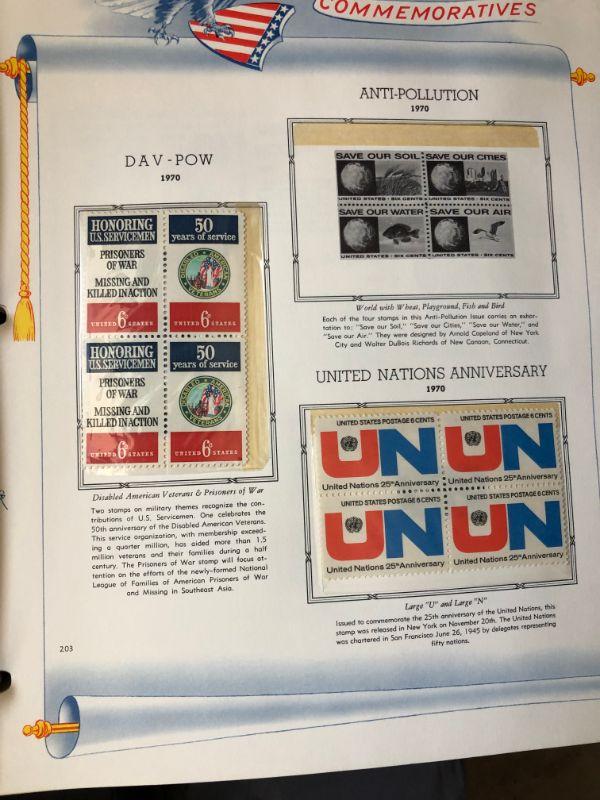 COMMEMORATIVES
DAV-POW
1970
HONORING
U.S. SERVICEMEN
PRISONERS
OF WAR
MISSING AND
KILLED IN ACTION
UNITED 6c STATES
50
years of service
DISABLED AMERICAN
VETERANS
UNITED 6c STATES
HONORING
U.S. SERVICEMEN
PRISONERS
OF WAR
MISSING AND
KILLED IN ACTION
UNITED 6c STATES
50
years of service
DISABLED AMERICAN
VETERANS
UNITED 6c STATES
Disabled American Veteran & Prisoners of War
Two stamps on military themes recognize the con-
tributions of U.S. Servicemen. One celebrates the
50th anniversary of the Disabled American Veterans.
This service organization, with membership exceed-
ing a quarter million, has aided more than 1,5
million veterans and their families during a half
century. The Prisoners of War stamp will focus at-
tention on the efforts of the newly-formed National
League of Families of American Prisoners of War
and Missing in Southeast Asia.
203
ANTI-POLLUTION
1970
SAVE OUR SOIL
UNITED STATES · SIX CENTS
SAVE OUR CITIES
UNITED STATES · SIX CENTS
SAVE OUR WATER
UNITED STATES · SIX CENTS
SAVE OUR AIR
UNITED STATES · SIX CENTS
World with Wheat, Playground, Fish and Bird
Each of the four stamps in this Anti-Pollution Issue carries an exhor-
tation to: "Save our Soil," "Save our Cities," "Save our Water," and
"Save our Air." They were designed by Arnold Copeland of New York
City and Walter DuBois Richards of New Canaan, Connecticut.
UNITED NATIONS ANNIVERSARY
1970
UNITED STATES POSTAGE 6 CENTS
UN
United Nations 25th Anniversary
UNITED STATES POSTAGE 6 CENTS
UN
United Nations 25th Anniversary
UNITED STATES POSTAGE 6 CENTS
UN
United Nations 25th Anniversary
UNITED STATES POSTAGE 6 CENTS
UN
United Nations 25th Anniversary
Large "U" and Large "N"
Issued to commemorate the 25th anniversary of the United Nations, this
stamp was released in New York on November 20th. The United Nations
was chartered in San Francisco June 26, 1945 by delegates representing
fifty nations.